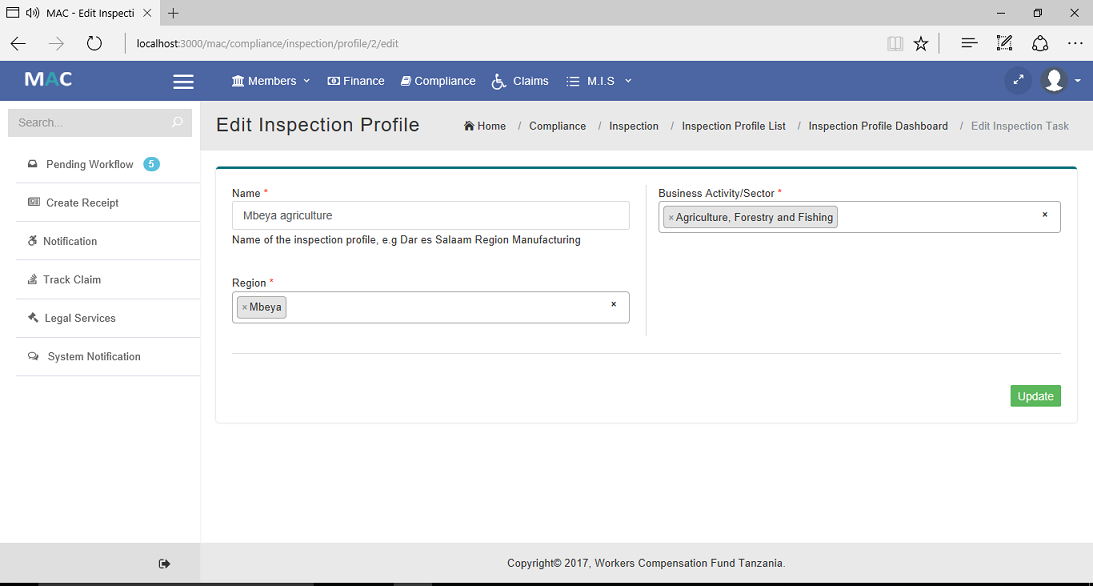 MAC - Edit Inspecti
localhost:3000/mac/compliance/inspection/profile/2/edit
MAC Members Finance Compliance Claims M.I.S
Search...
Edit Inspection Profile
Home / Compliance / Inspection / Inspection Profile List / Inspection Profile Dashboard / Edit Inspection Task
Pending Workflow 5
Create Receipt
Notification
Track Claim
Legal Services
System Notification
Name *
Mbeya agriculture
Name of the inspection profile, e.g Dar es Salaam Region Manufacturing
Region *
× Mbeya ×
Business Activity/Sector *
× Agriculture, Forestry and Fishing ×
Update
Copyright© 2017, Workers Compensation Fund Tanzania.